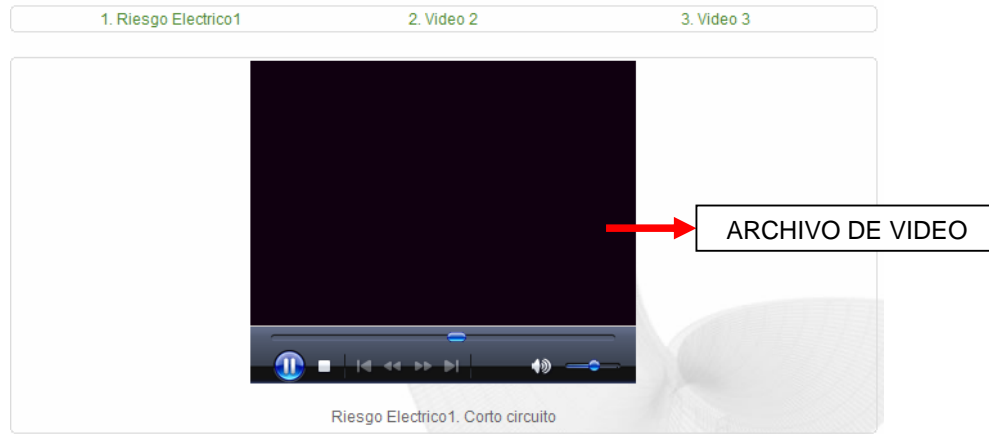 1. Riesgo Electrico1 2. Video 2 3. Video 3
ARCHIVO DE VIDEO
Riesgo Electrico1. Corto circuito